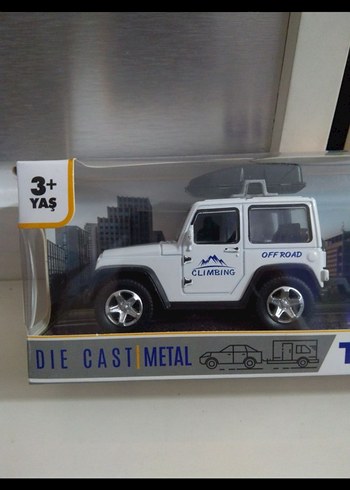 3+
YAŞ
CLIMBING
OFF ROAD
DIE CAST METAL